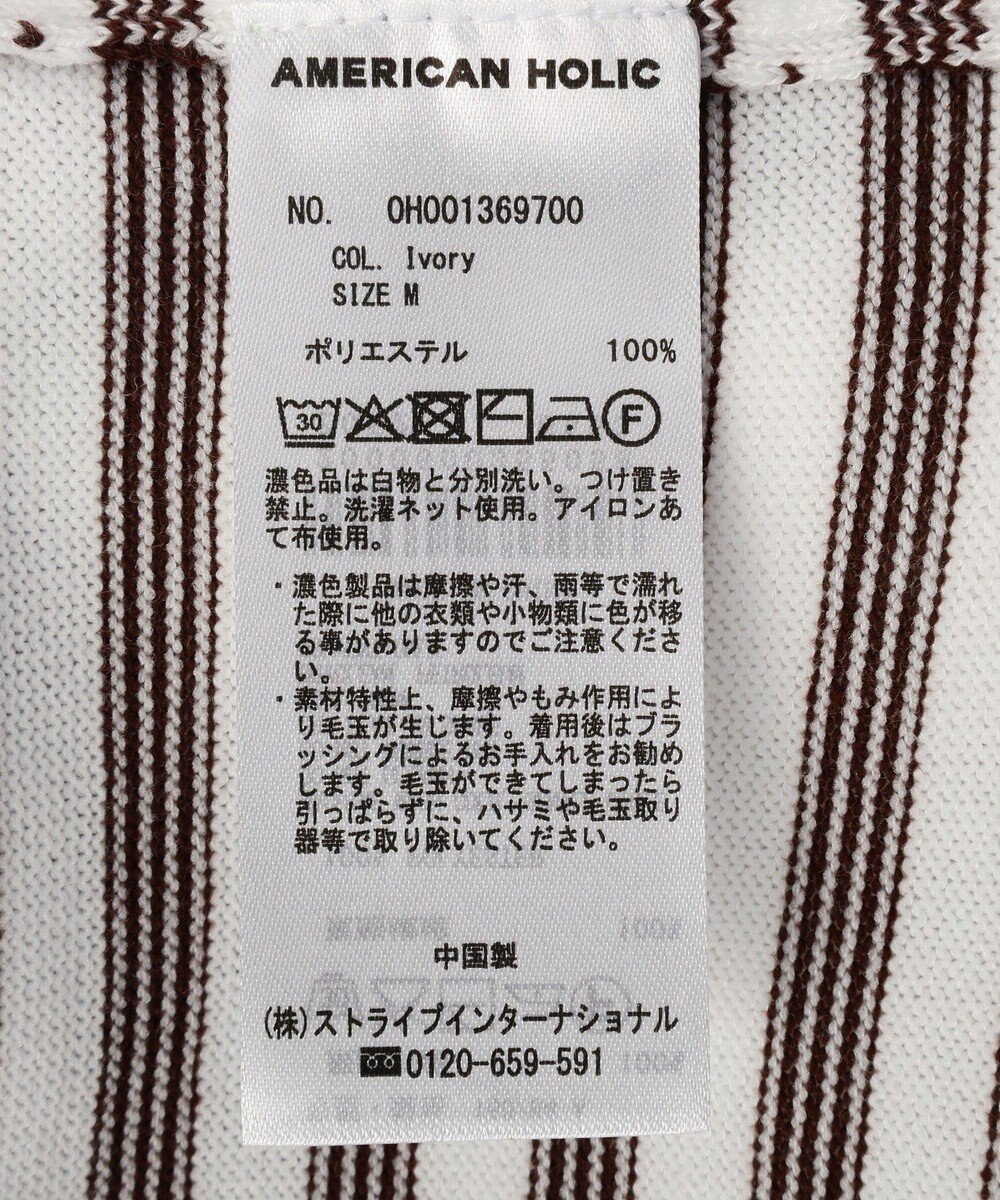 AMERICAN HOLIC
NO. OH001369700
COL. Ivory
SIZE M
ポリエステル 100%
30 F
濃色品は白物と分別洗い。つけ置き
禁止。洗濯ネット使用。アイロンあ
て布使用。
・濃色製品は摩擦や汗、雨等で濡れ
た際に他の衣類や小物類に色が移
る事がありますのでご注意くださ
い。
・素材特性上、摩擦やもみ作用によ
り毛玉が生じます。着用後はブラ
ッシングによるお手入れをお勧め
します。毛玉ができてしまったら
引っぱらずに、ハサミや毛玉取り
器等で取り除いてください。
中国製
(株)ストライプインターナショナル
0120-659-591